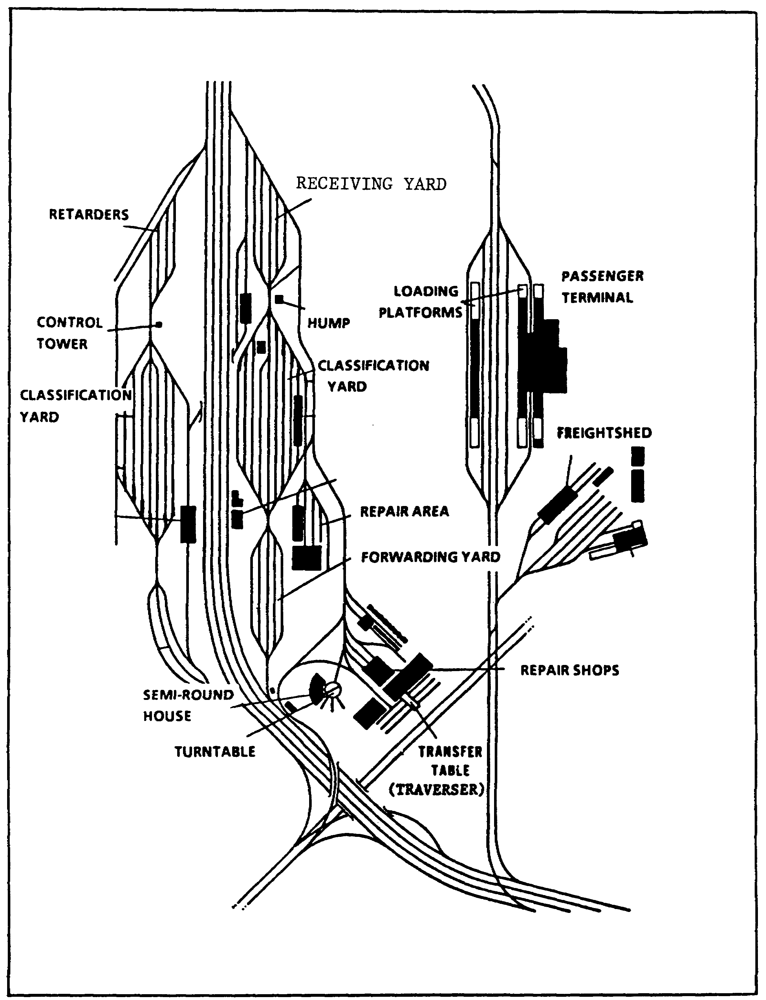 RECEIVING YARD
RETARDERS
PASSENGER
TERMINAL
LOADING
PLATFORMS
CONTROL
TOWER
HUMP
CLASSIFICATION
YARD
CLASSIFICATION
YARD
FREIGHTSHED
REPAIR AREA
FORWARDING YARD
REPAIR SHOPS
SEMI-ROUND
HOUSE
TURNTABLE
TRANSFER
TABLE
(TRAVERSER)